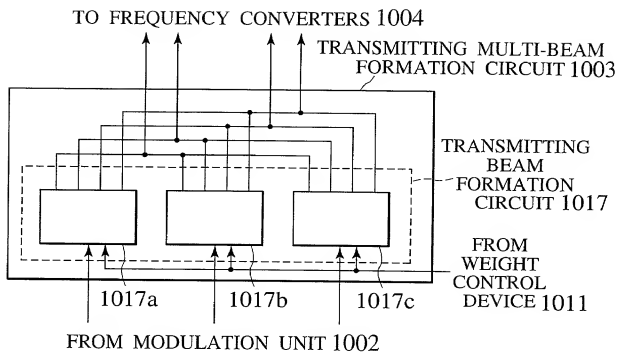 TO FREQUENCY CONVERTERS 1004
TRANSMITTING MULTI-BEAM
FORMATION CIRCUIT 1003
TRANSMITTING
BEAM
FORMATION
CIRCUIT 1017
FROM
WEIGHT
CONTROL
DEVICE 1011
1017a
1017b
1017c
FROM MODULATION UNIT 1002